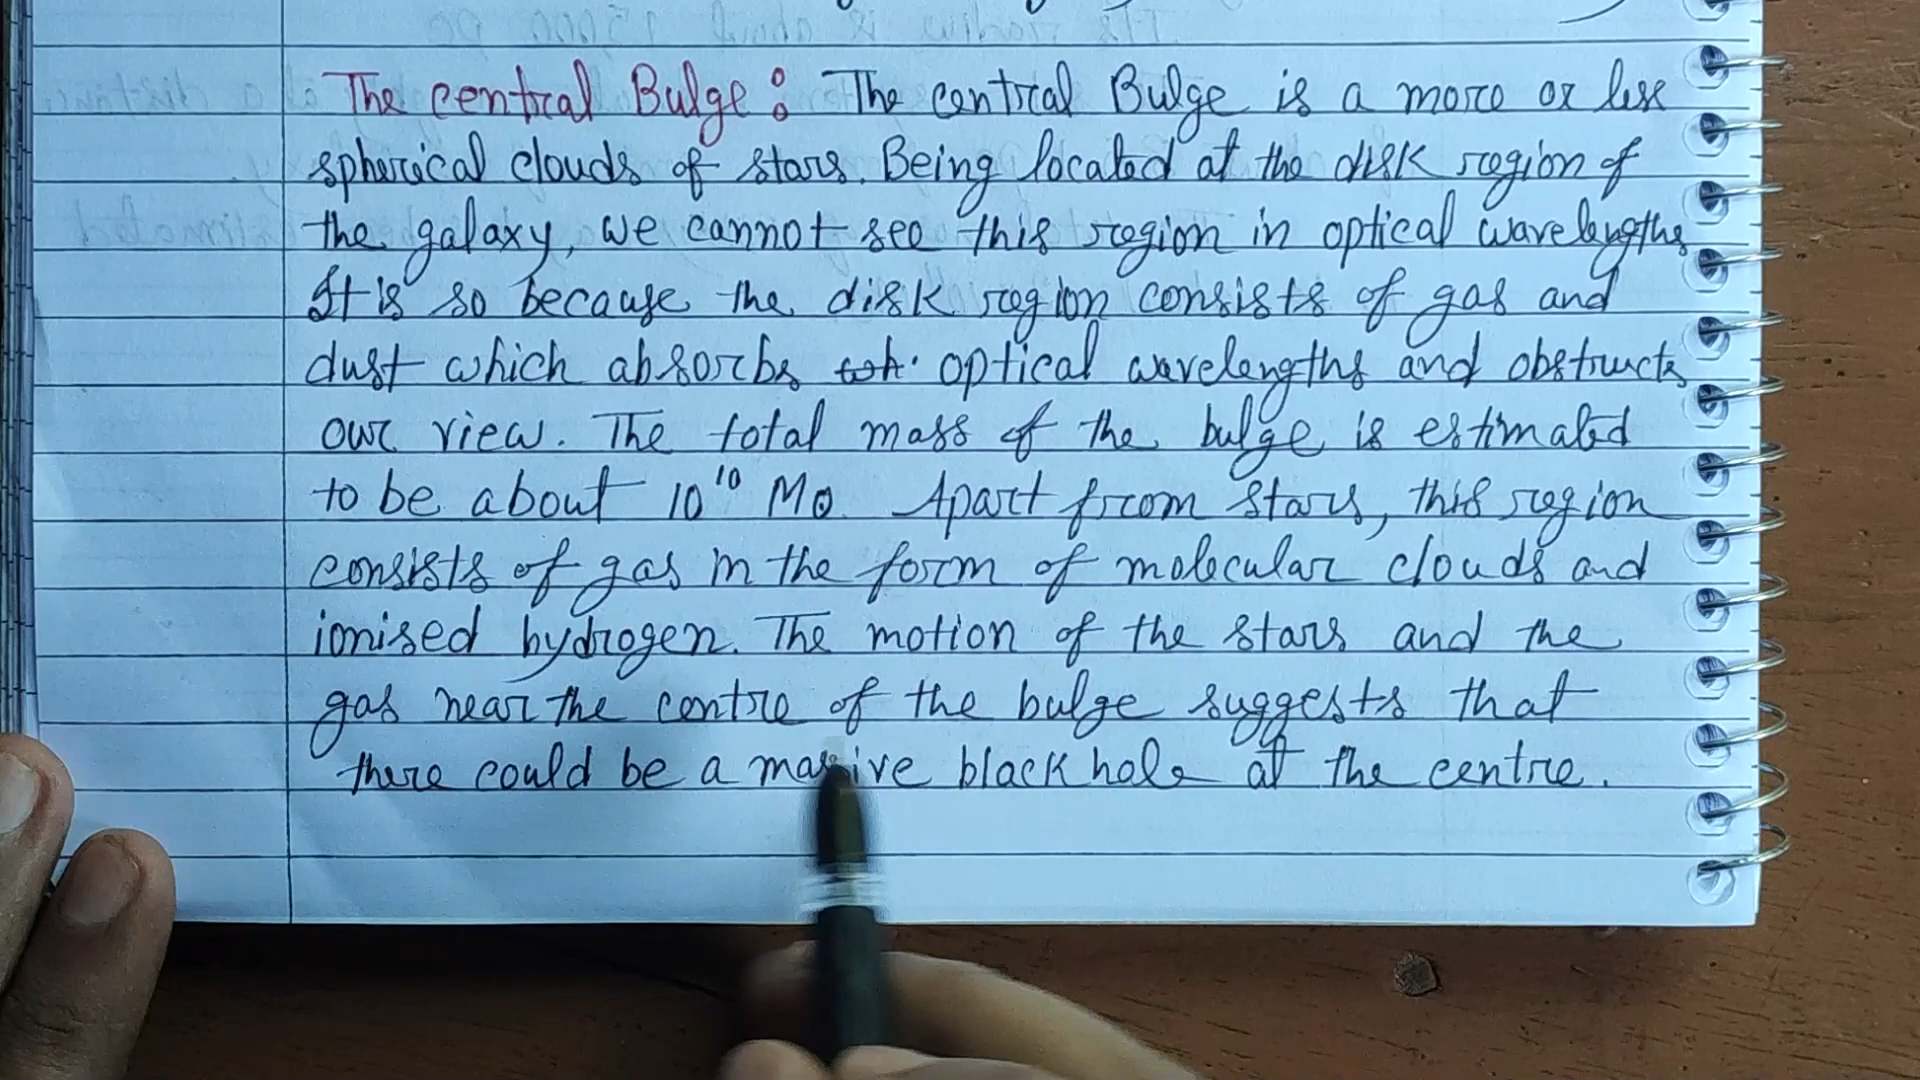 The central Bulge: The central Bulge is a more or less
spherical clouds of stars. Being located at the disk region of
the galaxy, we cannot see this region in optical wavelengths
It is so because the disk region consists of gas and
dust which absorbs optical wavelengths and obstructs
our view. The total mass of the bulge is estimated
to be about 10¹⁰ M⊙. Apart from stars, this region
consists of gas in the form of molecular clouds and
ionised hydrogen. The motion of the stars and the
gas near the centre of the bulge suggests that
there could be a massive black hole at the centre.